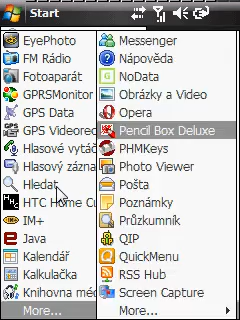 Start
EyePhoto
FM Rádio
Fotoaparát
GPRSMonitor
GPS Data
GPS Videorec
Hlasové vytáč
Hlasový zázna
Hledat
HTC Home Cu
IM+
Java
Kalendář
Kalkulačka
Knihovna méd
More...
Messenger
Nápověda
NoData
Obrázky a Video
Opera
Pencil Box Deluxe
PHMKeys
Photo Viewer
Pošta
Poznámky
Průzkumník
QIP
QuickMenu
RSS Hub
Screen Capture
More...